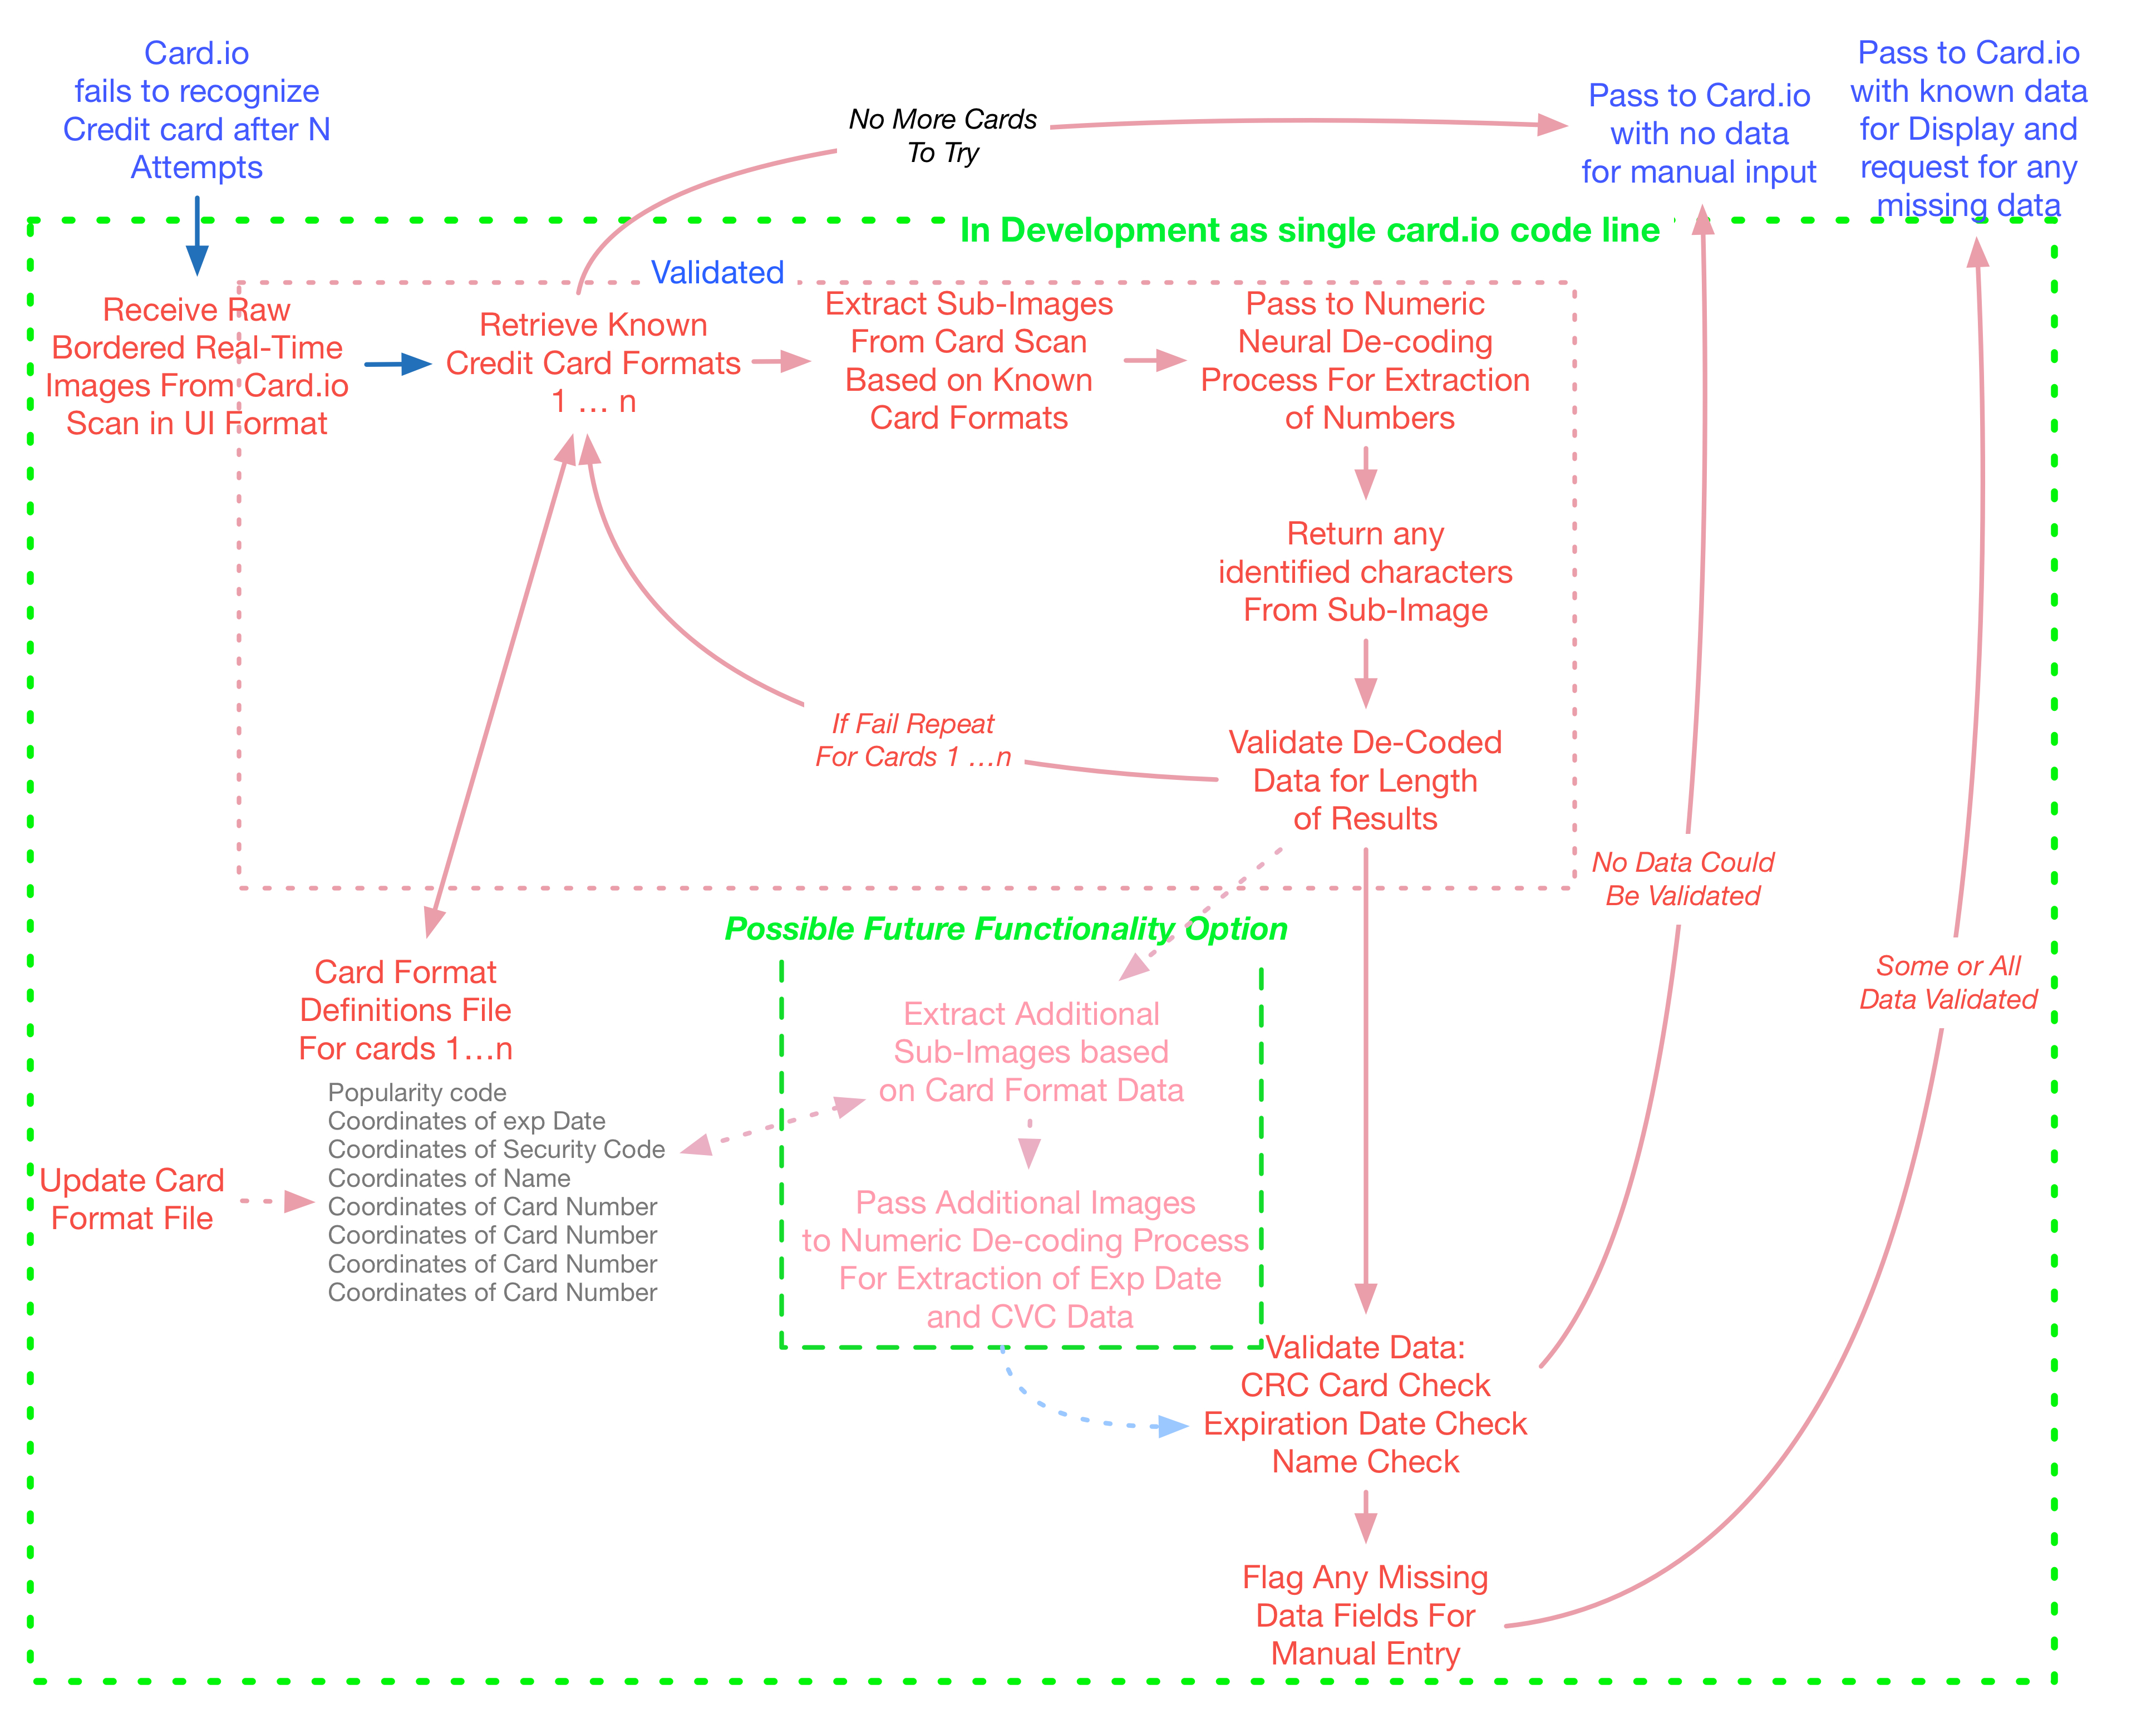 Card.io
fails to recognize
Credit card after N
Attempts
No More Cards
To Try
Pass to Card.io
with no data
for manual input
Pass to Card.io
with known data
for Display and
request for any
missing data
In Development as single card.io code line
Validated
Receive Raw
Bordered Real-Time
Images From Card.io
Scan in UI Format
Retrieve Known
Credit Card Formats
1 ... n
Extract Sub-Images
From Card Scan
Based on Known
Card Formats
Pass to Numeric
Neural De-coding
Process For Extraction
of Numbers
Return any
identified characters
From Sub-Image
If Fail Repeat
For Cards 1 ...n
Validate De-Coded
Data for Length
of Results
No Data Could
Be Validated
Some or All
Data Validated
Possible Future Functionality Option
Card Format
Definitions File
For cards 1...n
Popularity code
Coordinates of exp Date
Coordinates of Security Code
Coordinates of Name
Coordinates of Card Number
Coordinates of Card Number
Coordinates of Card Number
Coordinates of Card Number
Update Card
Format File
Extract Additional
Sub-Images based
on Card Format Data
Pass Additional Images
to Numeric De-coding Process
For Extraction of Exp Date
and CVC Data
Validate Data:
CRC Card Check
Expiration Date Check
Name Check
Flag Any Missing
Data Fields For
Manual Entry